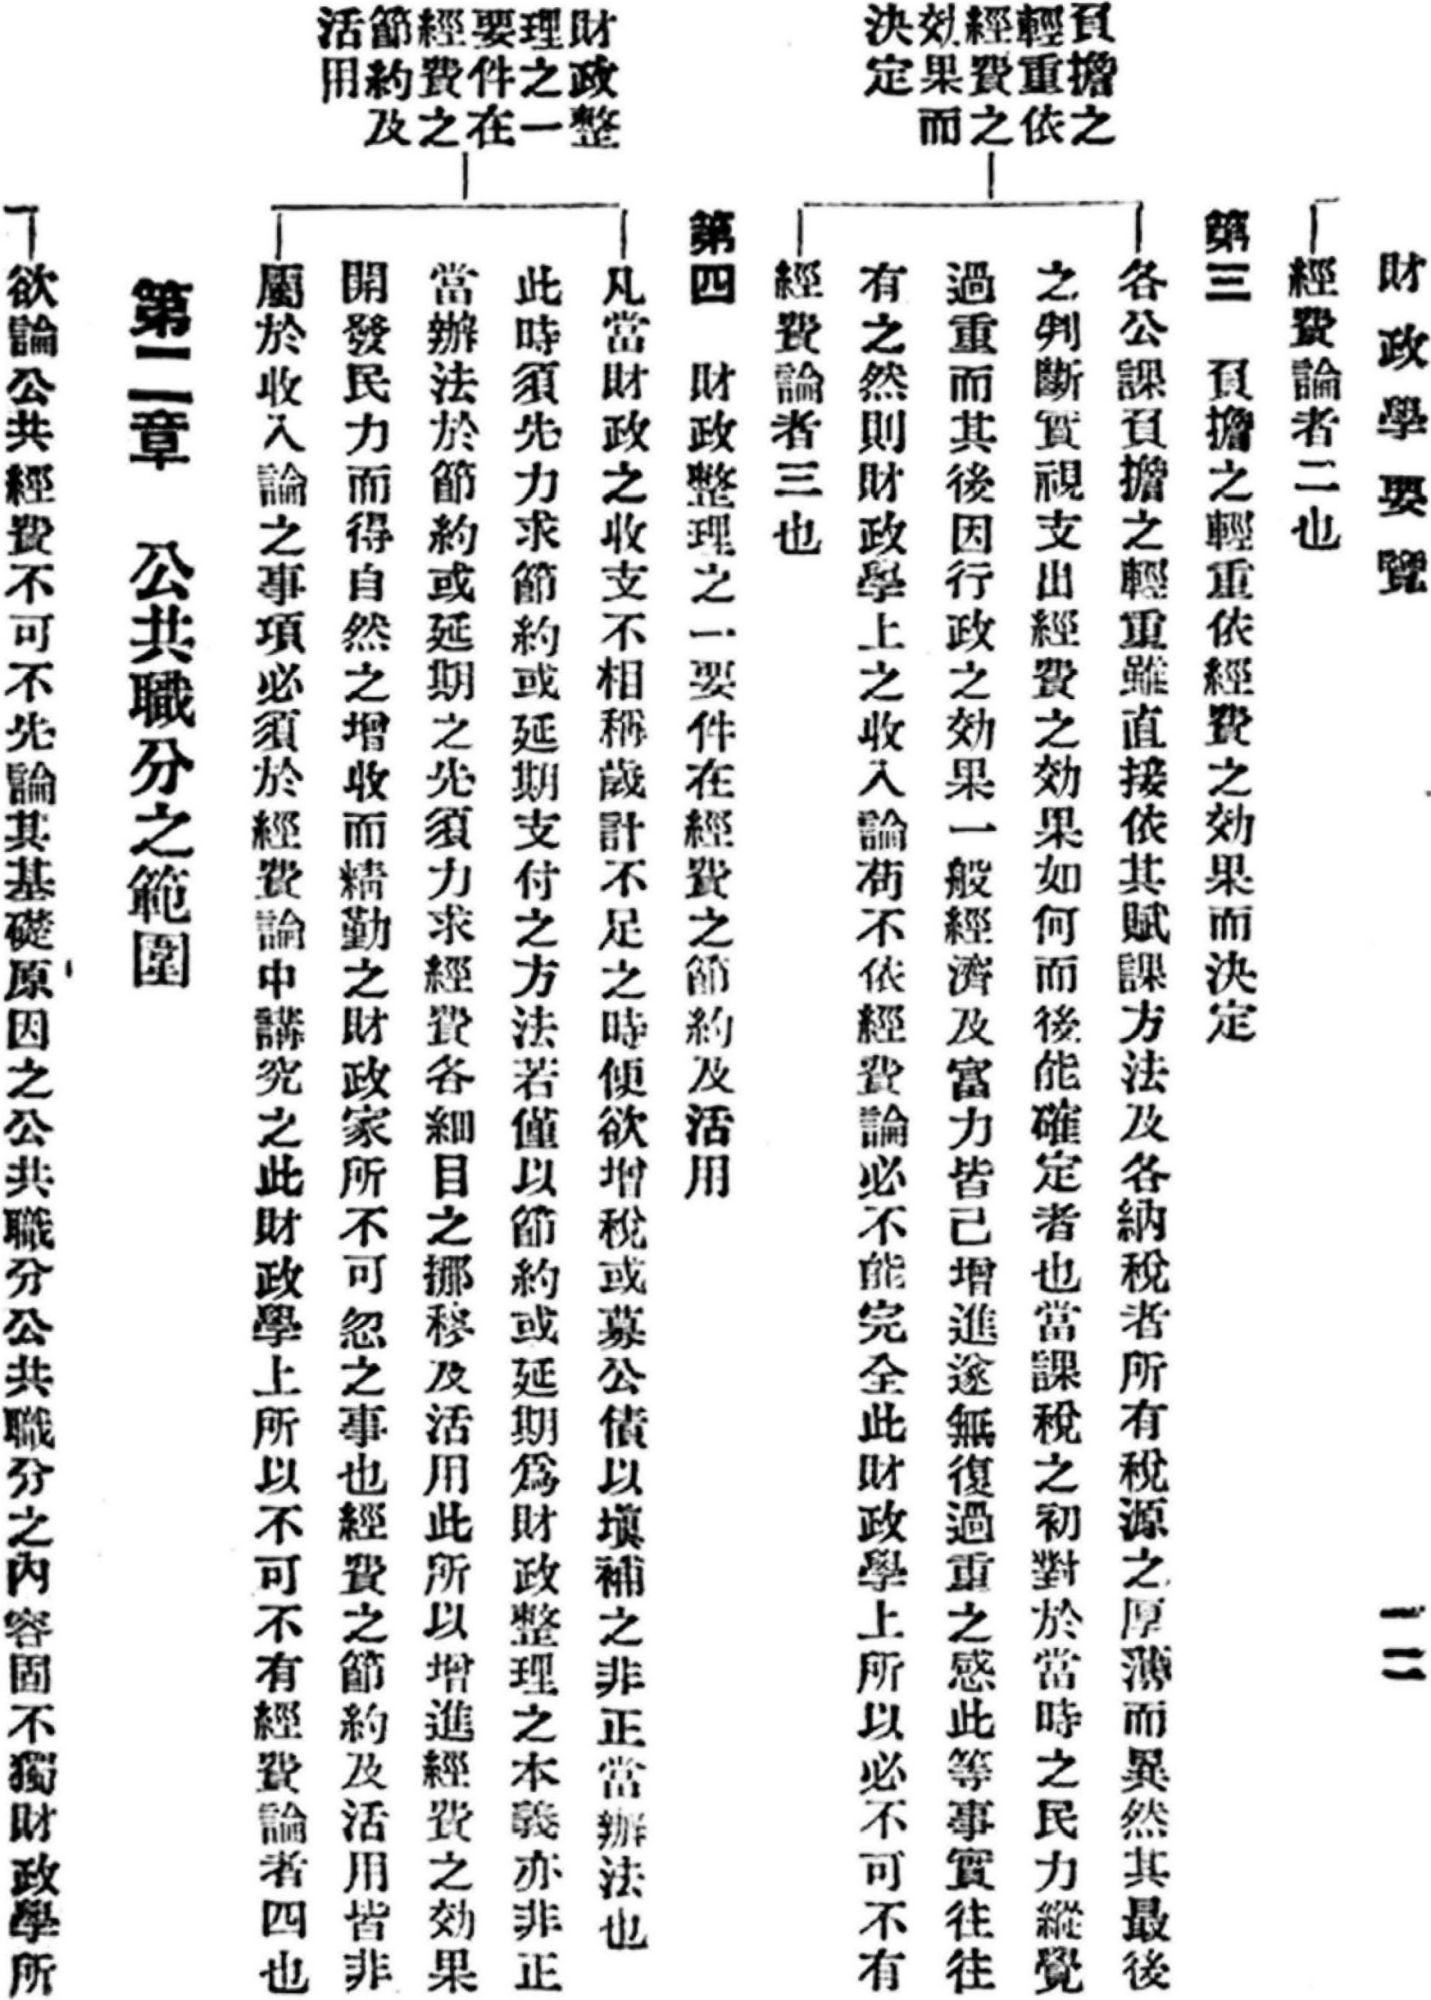 財政學要覽
一二
經費論者二也
第三　負擔之輕重依經費之効果而決定
負擔之
輕重依
經費之
効果而
決定
各公課負擔之輕重雖直接依其賦課方法及各納稅者所有稅源之厚薄而異然其最後
之判斷實視支出經費之効果如何而後能確定者也當課稅之初對於當時之民力縱覺
過重而其後因行政之効果一般經濟及富力皆己增進遂無復過重之感此等事實往往
有之然則財政學上之收入論苟不依經費論必不能完全此財政學上所以必不可不有
經費論者三也
第四　財政整理之一要件在經費之節約及活用
財政整
理之一
要件在
經費之
節約及
活用
凡當財政之收支不相稱歲計不足之時便欲增稅或募公債以塡補之非正當辦法也
此時須先力求節約或延期支付之方法若僅以節約或延期爲財政整理之本義亦非正
當辦法於節約或延期之先須力求經費各細目之挪移及活用此所以增進經費之効果
開發民力而得自然之增收而精勤之財政家所不可忽之事也經費之節約及活用皆非
屬於收入論之事項必須於經費論中講究之此財政學上所以不可不有經費論者四也
第二章　公共職分之範圍
欲論公共經費不可不先論其基礎原因之公共職分公共職分之內容固不獨財政學所